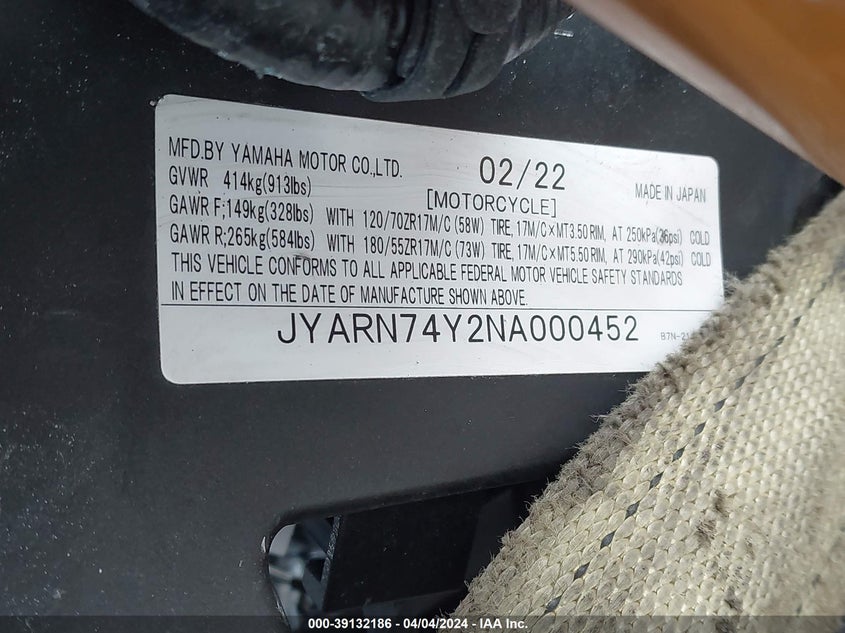 MFD.BY YAMAHA MOTOR CO.,LTD. 02/22
GVWR 414kg(913lbs) [MOTORCYCLE] MADE IN JAPAN
GAWR F;149kg(328lbs) WITH 120/70ZR17M/C (58W) TIRE, 17M/C×MT3.50 RIM, AT 250kPa(36psi) COLD
GAWR R;265kg(584lbs) WITH 180/55ZR17M/C (73W) TIRE, 17M/C×MT5.50 RIM, AT 290kPa(42psi) COLD
THIS VEHICLE CONFORMS TO ALL APPLICABLE FEDERAL MOTOR VEHICLE SAFETY STANDARDS
IN EFFECT ON THE DATE OF MANUFACTURE SHOWN ABOVE.
JYARN74Y2NA000452
000-39132186 - 04/04/2024 - IAA Inc.